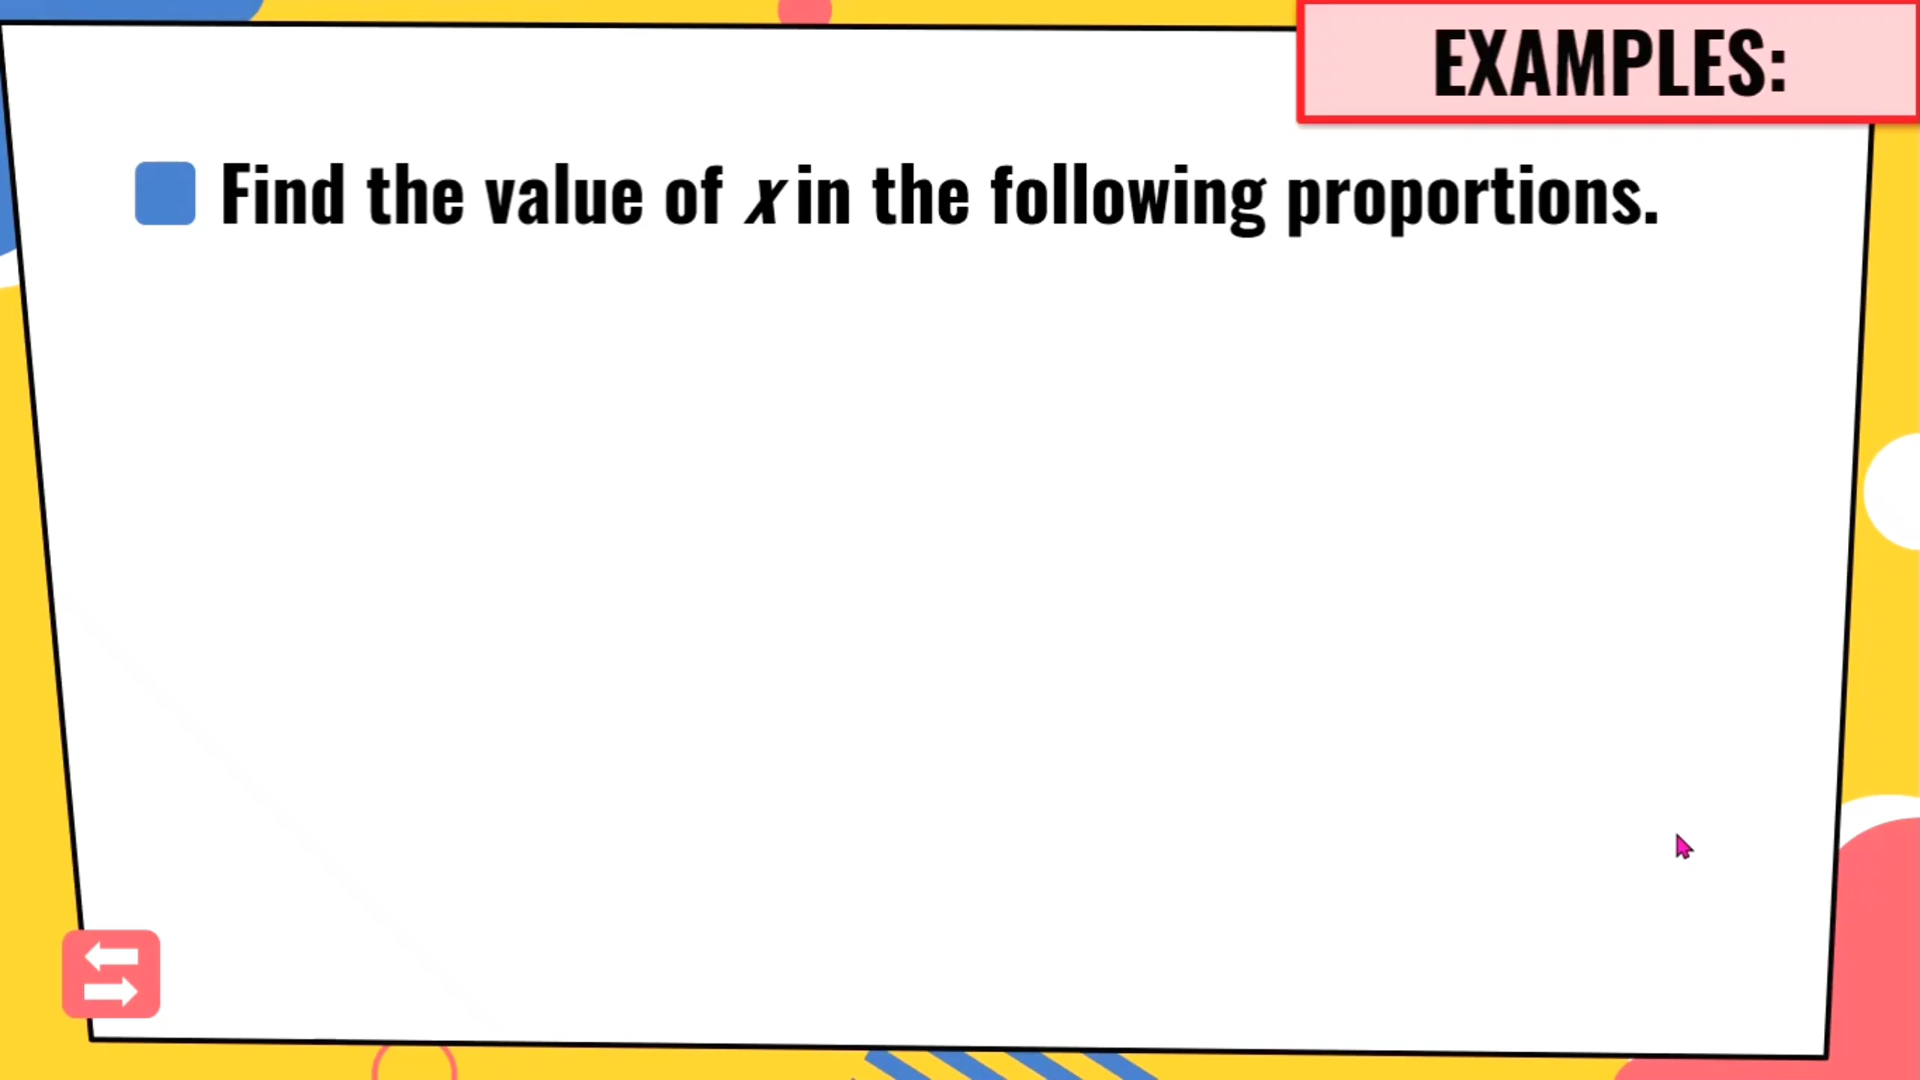 EXAMPLES:
Find the value of x in the following proportions.